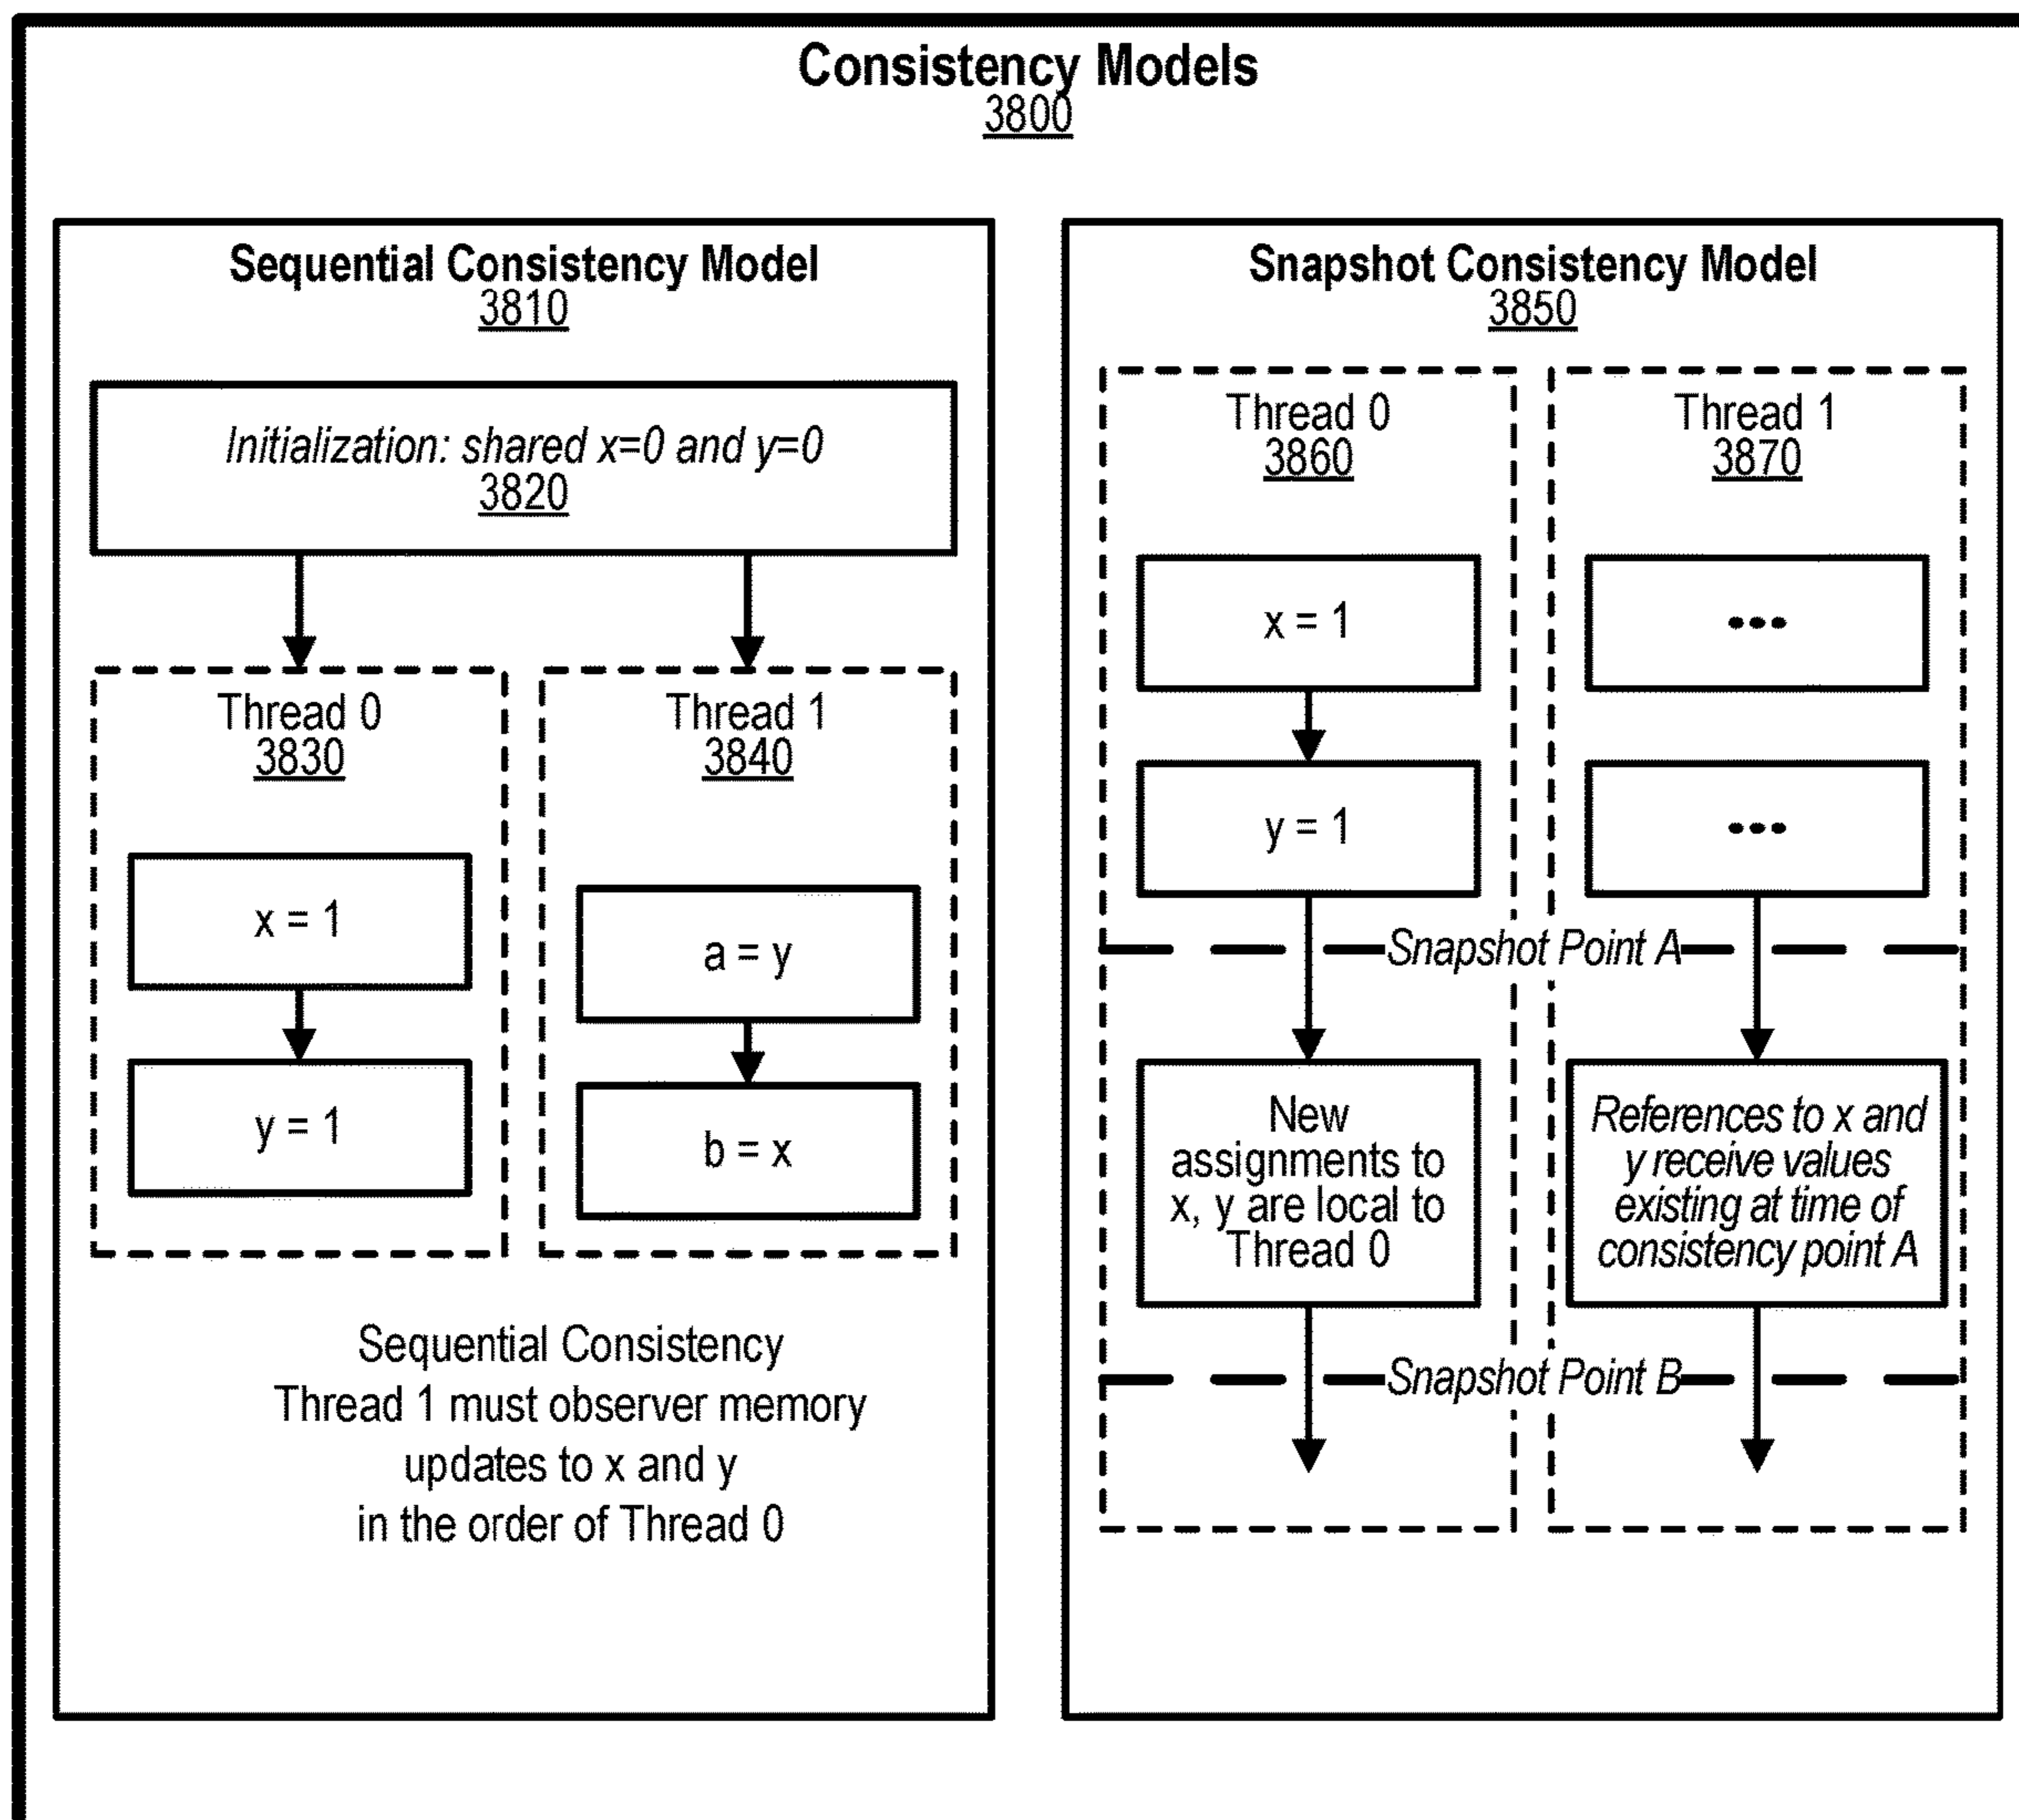 Consistency Models
3800
Sequential Consistency Model
3810
Initialization: shared x=0 and y=0
3820
Thread 0
3830
x = 1
y = 1
Thread 1
3840
a = y
b = x
Sequential Consistency
Thread 1 must observer memory
updates to x and y
in the order of Thread 0
Snapshot Consistency Model
3850
Thread 0
3860
x = 1
y = 1
Thread 1
3870
•••
•••
Snapshot Point A
New
assignments to
x, y are local to
Thread 0
References to x and
y receive values
existing at time of
consistency point A
Snapshot Point B